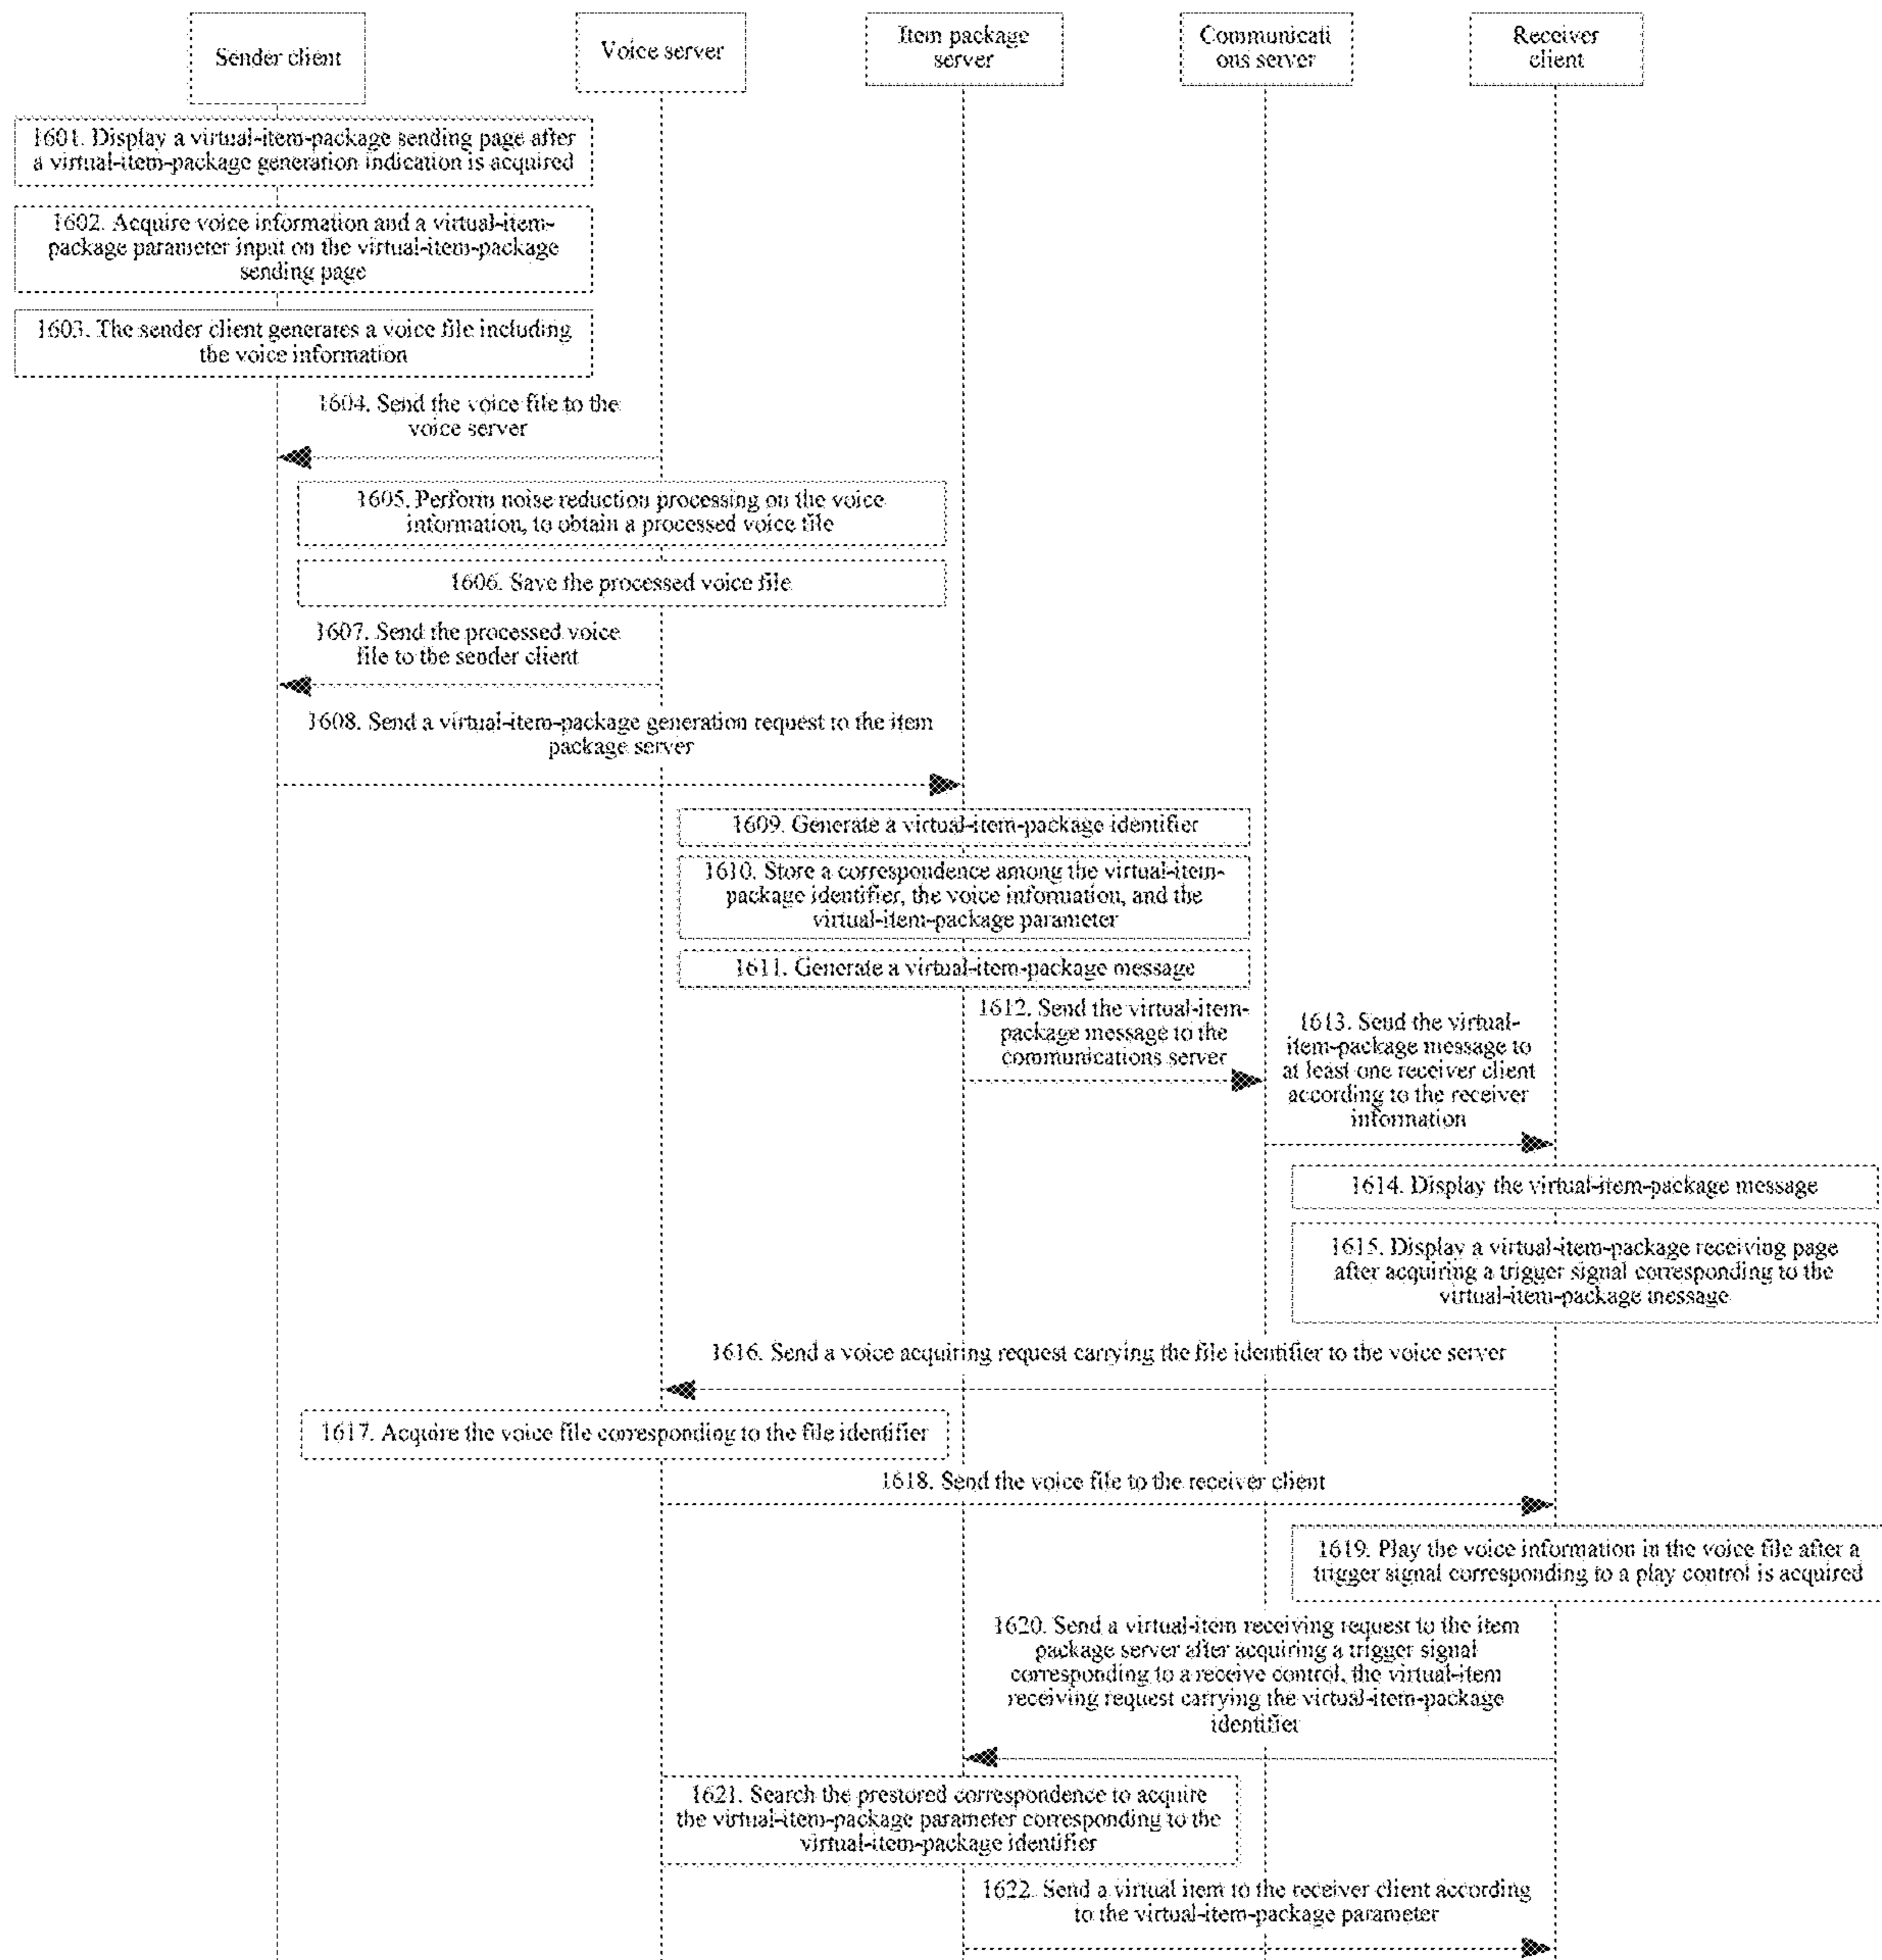 Sender client
Voice server
Item package
server
Communicati
ons server
Receiver
client
1601. Display a virtual-item-package sending page after
a virtual-item-package generation indication is acquired
1602. Acquire voice information and a virtual-item-
package parameter input on the virtual-item-package
sending page
1603. The sender client generates a voice file including
the voice information
1604. Send the voice file to the
voice server
1605. Perform noise reduction processing on the voice
information, to obtain a processed voice file
1606. Save the processed voice file
1607. Send the processed voice
file to the sender client
1608. Send a virtual-item-package generation request to the item
package server
1609. Generate a virtual-item-package identifier
1610. Store a correspondence among the virtual-item-
package identifier, the voice information, and the
virtual-item-package parameter
1611. Generate a virtual-item-package message
1612. Send the virtual-item-
package message to the
communications server
1613. Send the virtual-
item-package message to
at least one receiver client
according to the receiver
information
1614. Display the virtual-item-package message
1615. Display a virtual-item-package receiving page
after acquiring a trigger signal corresponding to the
virtual-item-package message
1616. Send a voice acquiring request carrying the file identifier to the voice server
1617. Acquire the voice file corresponding to the file identifier
1618. Send the voice file to the receiver client
1619. Play the voice information in the voice file after a
trigger signal corresponding to a play control is acquired
1620. Send a virtual-item receiving request to the item
package server after acquiring a trigger signal
corresponding to a receive control, the virtual-item
receiving request carrying the virtual-item-package
identifier
1621. Search the prestored correspondence to acquire
the virtual-item-package parameter corresponding to the
virtual-item-package identifier
1622. Send a virtual item to the receiver client according
to the virtual-item-package parameter